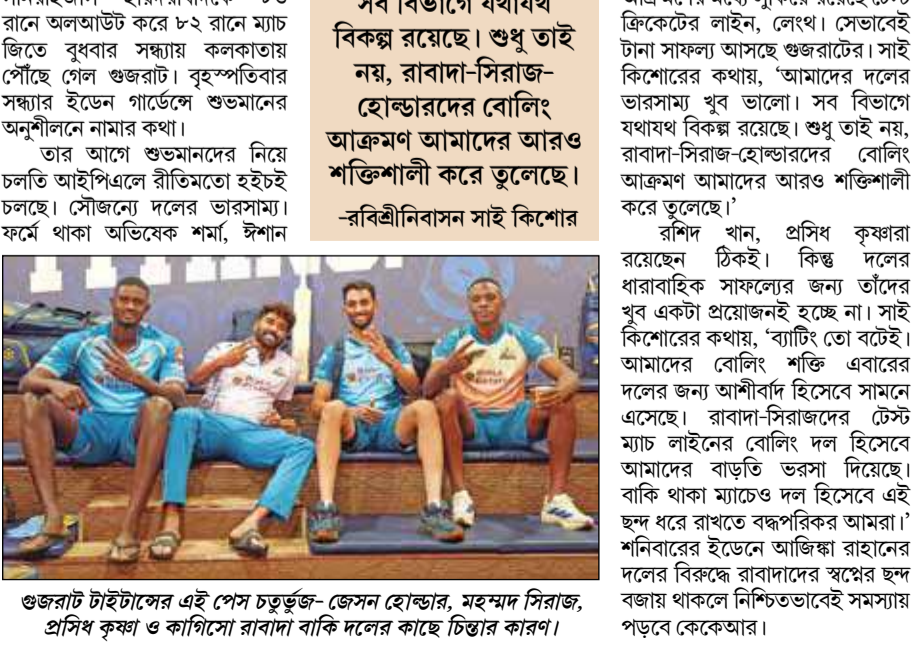 রানে অলআউট করে ৮২ রানে ম্যাচ
জিতে বুধবার সন্ধ্যায় কলকাতায়
পৌঁছে গেল গুজরাট। বৃহস্পতিবার
সন্ধ্যার ইডেন গার্ডেন্সে শুভমানের
অনুশীলনে নামার কথা।
তার আগে শুভমানদের নিয়ে
চলতি আইপিএলে রীতিমতো হইচই
চলছে। সৌজন্যে দলের ভারসাম্য।
ফর্মে থাকা অভিষেক শর্মা, ঈশান
সব বিভাগে যথাযথ
বিকল্প রয়েছে। শুধু তাই
নয়, রাবাদা-সিরাজ-
হোল্ডারদের বোলিং
আক্রমণ আমাদের আরও
শক্তিশালী করে তুলেছে।
-রবিশ্রীনিবাসন সাই কিশোর
গুজরাট টাইটান্সের এই পেস চতুর্ভুজ- জেসন হোল্ডার, মহম্মদ সিরাজ,
প্রসিধ কৃষ্ণা ও কাগিসো রাবাদা বাকি দলের কাছে চিন্তার কারণ।
ক্রিকেটের লাইন, লেংথ। সেভাবেই
টানা সাফল্য আসছে গুজরাটের। সাই
কিশোরের কথায়, ‘আমাদের দলের
ভারসাম্য খুব ভালো। সব বিভাগে
যথাযথ বিকল্প রয়েছে। শুধু তাই নয়,
রাবাদা-সিরাজ-হোল্ডারদের বোলিং
আক্রমণ আমাদের আরও শক্তিশালী
করে তুলেছে।’
রশিদ খান, প্রসিধ কৃষ্ণারা
রয়েছেন ঠিকই। কিন্তু দলের
ধারাবাহিক সাফল্যের জন্য তাঁদের
খুব একটা প্রয়োজনই হচ্ছে না। সাই
কিশোরের কথায়, ‘ব্যাটিং তো বটেই।
আমাদের বোলিং শক্তি এবারের
দলের জন্য আশীর্বাদ হিসেবে সামনে
এসেছে। রাবাদা-সিরাজদের টেস্ট
ম্যাচ লাইনের বোলিং দল হিসেবে
আমাদের বাড়তি ভরসা দিয়েছে।
বাকি থাকা ম্যাচেও দল হিসেবে এই
ছন্দ ধরে রাখতে বদ্ধপরিকর আমরা।’
শনিবারের ইডেনে আজিঙ্কা রাহানের
দলের বিরুদ্ধে রাবাদাদের স্বপ্নের ছন্দ
বজায় থাকলে নিশ্চিতভাবেই সমস্যায়
পড়বে কেকেআর।